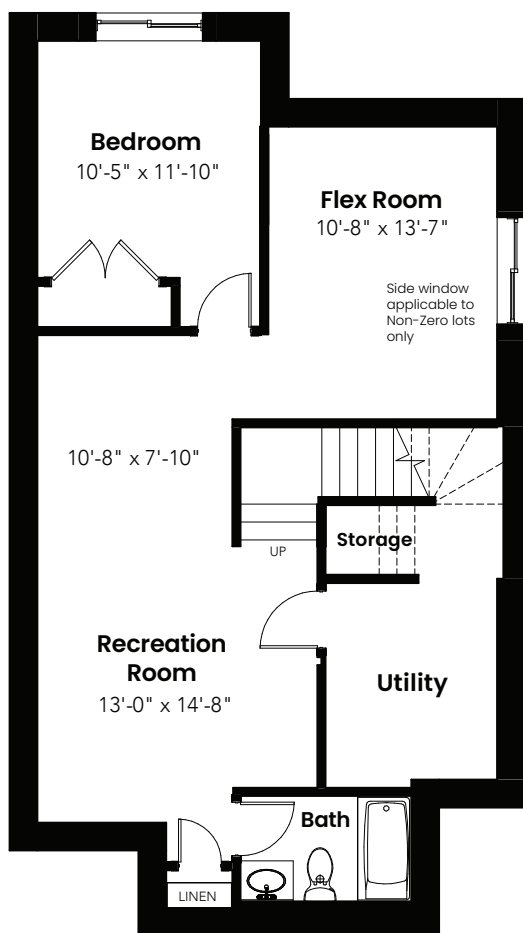 Bedroom
10'-5" x 11'-10"
Flex Room
10'-8" x 13'-7"
Side window
applicable to
Non-Zero lots
only
10'-8" x 7'-10"
UP
Storage
Recreation
Room
13'-0" x 14'-8"
Utility
Bath
LINEN